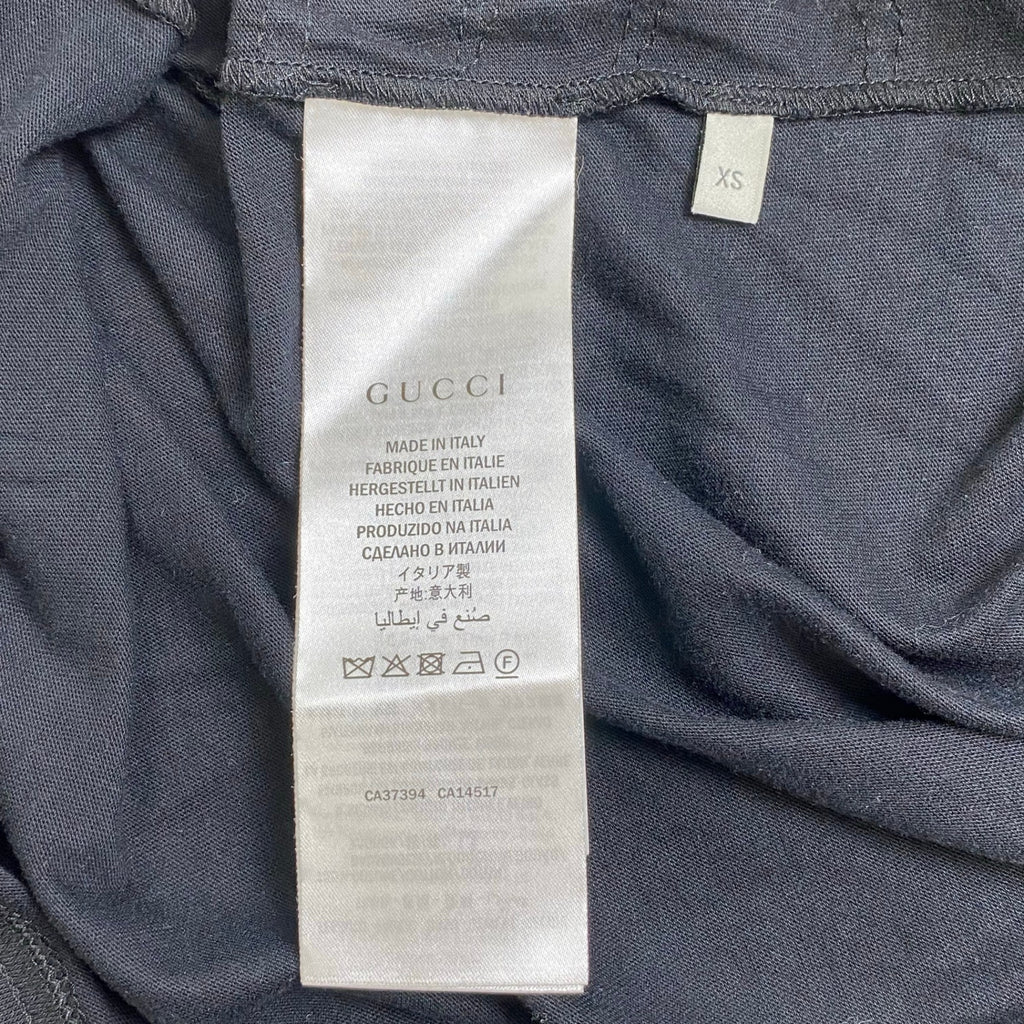 XS
GUCCI
MADE IN ITALY
FABRIQUE EN ITALIE
HERGESTELLT IN ITALIEN
HECHO EN ITALIA
PRODUZIDO NA ITALIA
СДЕЛАНО В ИТАЛИИ
イタリア製
产地:意大利
صُنع في إيطاليا
F
CA37394 CA14517